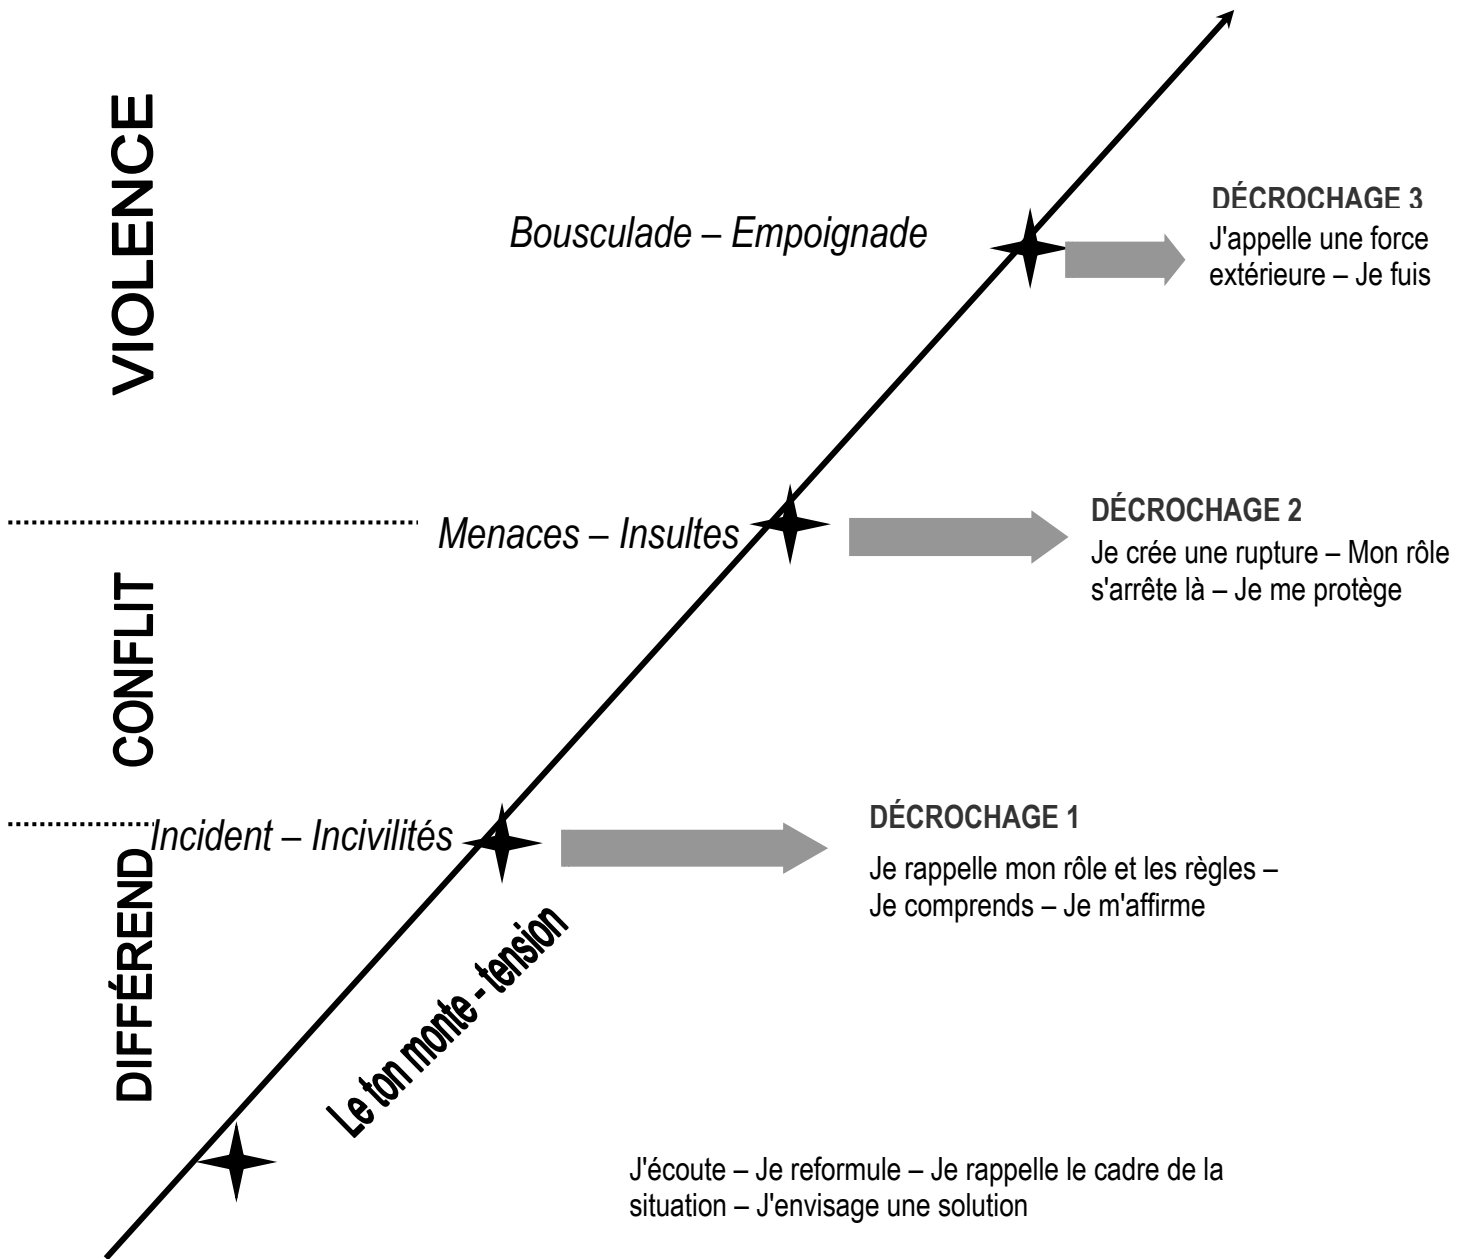 VIOLENCE
Bousculade – Empoignade
DÉCROCHAGE 3
J'appelle une force
extérieure – Je fuis
CONFLIT
Menaces – Insultes
DÉCROCHAGE 2
Je crée une rupture – Mon rôle
s'arrête là – Je me protège
DIFFÉREND
Incident – Incivilités
DÉCROCHAGE 1
Je rappelle mon rôle et les règles –
Je comprends – Je m'affirme
Le ton monte - tension
J'écoute – Je reformule – Je rappelle le cadre de la
situation – J'envisage une solution